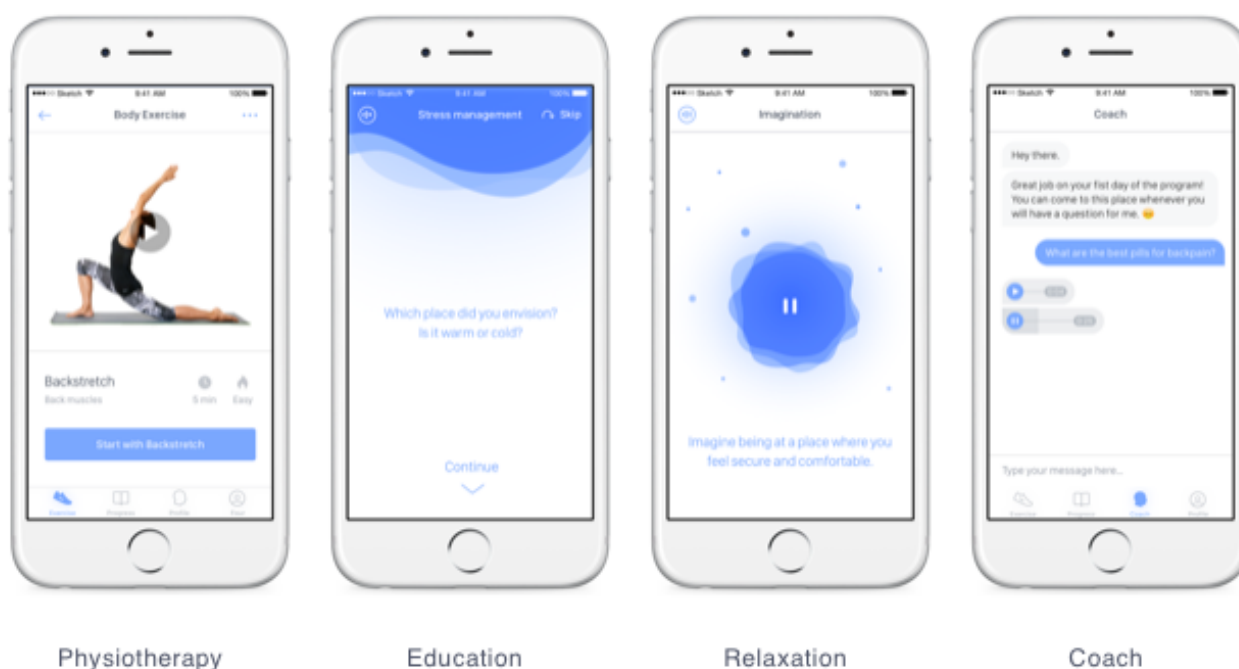 Sketch 9:41 AM 100%
Body Exercise
Backstretch
Back muscles
5 min Easy
Start with Backstretch
Exercise Progress Profile
Physiotherapy
Sketch 9:41 AM 100%
Stress management Skip
Which place did you envision?
Is it warm or cold?
Continue
Education
Sketch 9:41 AM 100%
Imagination
Imagine being at a place where you
feel secure and comfortable.
Relaxation
Sketch 9:41 AM 100%
Coach
Hey there.
Great job on your fist day of the program!
You can come to this place whenever you
will have a question for me.
What are the best pills for backpain?
Type your message here...
Exercise Progress Coach Profile
Coach